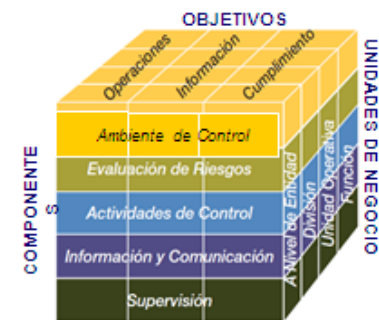 OBJETIVOS
Operaciones
Información
Cumplimiento
UNIDADES DE NEGOCIO
COMPONENTE
S
Ambiente de Control
Evaluación de Riesgos
Actividades de Control
Información y Comunicación
Supervisión
A Nivel de Entidad
División
Unidad Operativa
Función